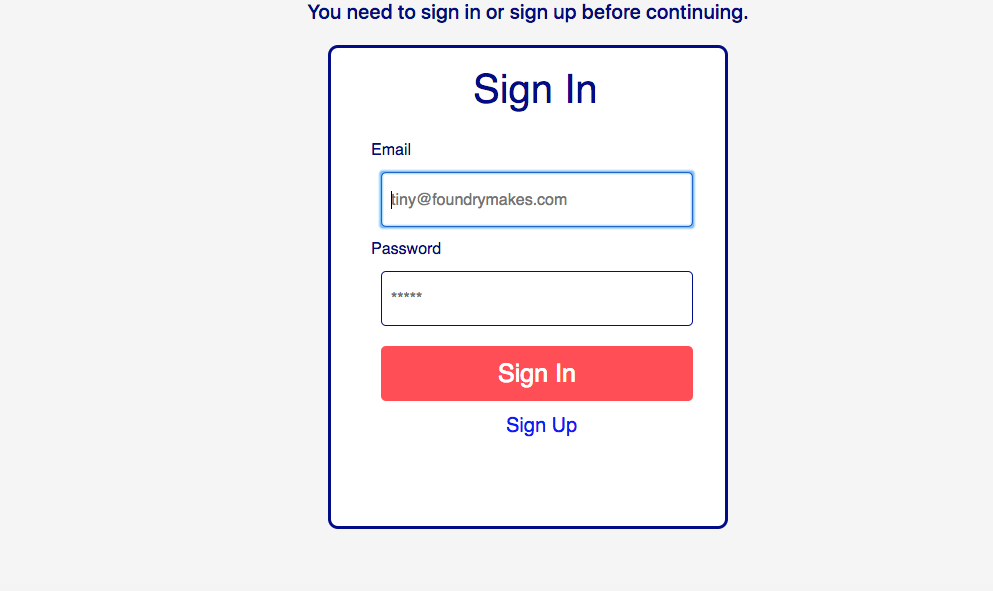 You need to sign in or sign up before continuing.
Sign In
Email
tiny@foundrymakes.com
Password
*****
Sign In
Sign Up